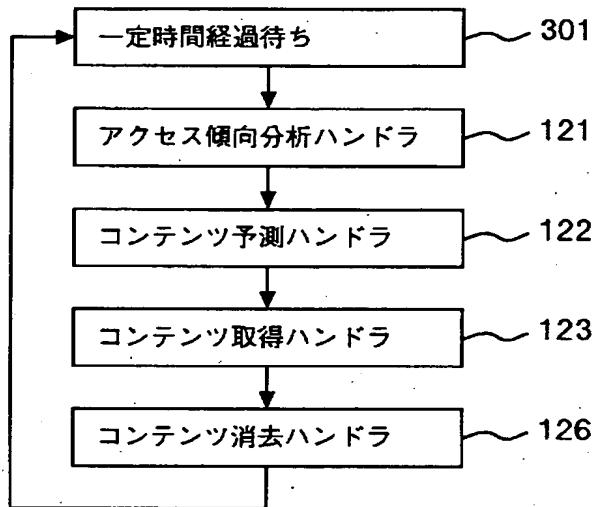 一定時間経過待ち 301
アクセス傾向分析ハンドラ 121
コンテンツ予測ハンドラ 122
コンテンツ取得ハンドラ 123
コンテンツ消去ハンドラ 126